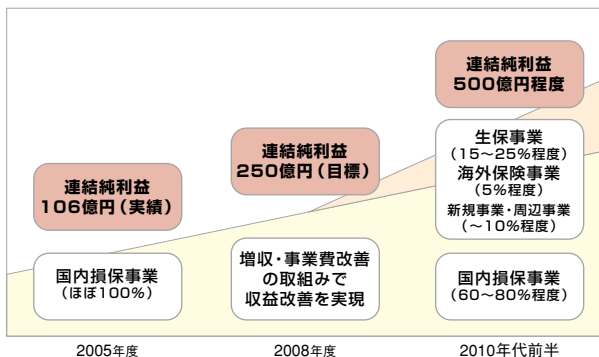 連結純利益
106億円（実績）
国内損保事業
（ほぼ100％）
2005年度
連結純利益
250億円（目標）
増収・事業費改善
の取組みで
収益改善を実現
2008年度
連結純利益
500億円程度
生保事業
（15〜25％程度）
海外保険事業
（5％程度）
新規事業・周辺事業
（〜10％程度）
国内損保事業
（60〜80％程度）
2010年代前半